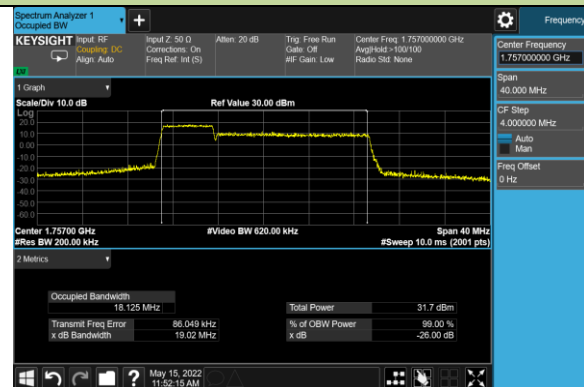 Spectrum Analyzer 1
Occupied BW
Frequency
KEYSIGHT
Input: RF
Coupling: DC
Align: Auto
Input Z: 50 Ω
Corrections: On
Freq Ref: Int (S)
Atten: 20 dB
Trig: Free Run
Gate: Off
#IF Gain: Low
Center Freq: 1.757000000 GHz
Avg|Hold:>100/100
Radio Std: None
Center Frequency
1.757000000 GHz
Span
40.000 MHz
CF Step
4.000000 MHz
Auto
Man
Freq Offset
0 Hz
1 Graph
Scale/Div 10.0 dB
Ref Value 30.00 dBm
Log
20.0
10.0
0.00
-10.0
-20.0
-30.0
-40.0
-50.0
-60.0
Center 1.75700 GHz
#Video BW 620.00 kHz
Span 40 MHz
#Res BW 200.00 kHz
#Sweep 10.0 ms (2001 pts)
2 Metrics
Occupied Bandwidth
18.125 MHz
Total Power 31.7 dBm
Transmit Freq Error 86.049 kHz
% of OBW Power 99.00 %
x dB Bandwidth 19.02 MHz
x dB -26.00 dB
?
May 15, 2022
11:52:15 AM